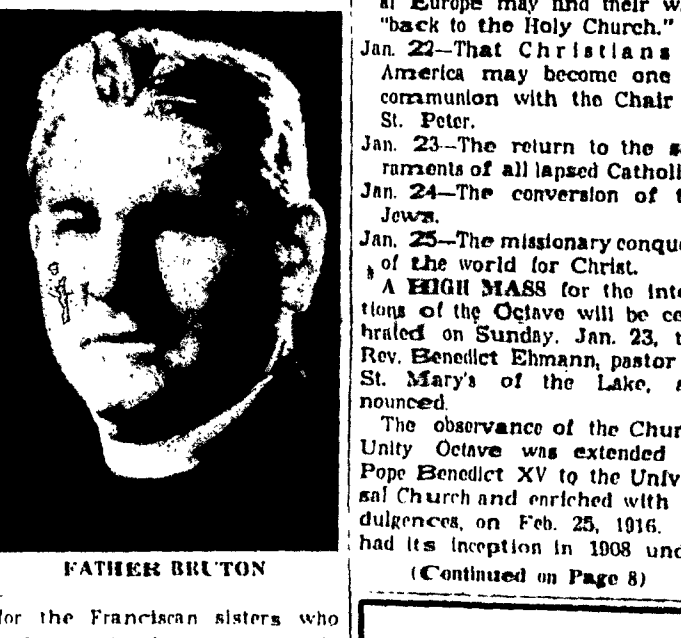 FATHER BRUTON
for the Franciscan sisters who
al Europe may find their w
"back to the Holy Church."
Jan. 22—That Christians
America may become one
communion with the Chair
St. Peter.
Jan. 23—The return to the s
raments of all lapsed Catholi
Jan. 24—The conversion of t
Jews.
Jan. 25—The missionary conque
of the world for Christ.
A HIGH MASS for the inte
tions of the Octave will be ce
brated on Sunday, Jan. 23, t
Rev. Benedict Ehmann, pastor
St. Mary's of the Lake, a
nounced.
The observance of the Chur
Unity Octave was extended
Pope Benedict XV to the Univ
sal Church and enriched with
dulgences, on Feb. 25, 1916.
had its inception in 1908 und
(Continued on Page 8)